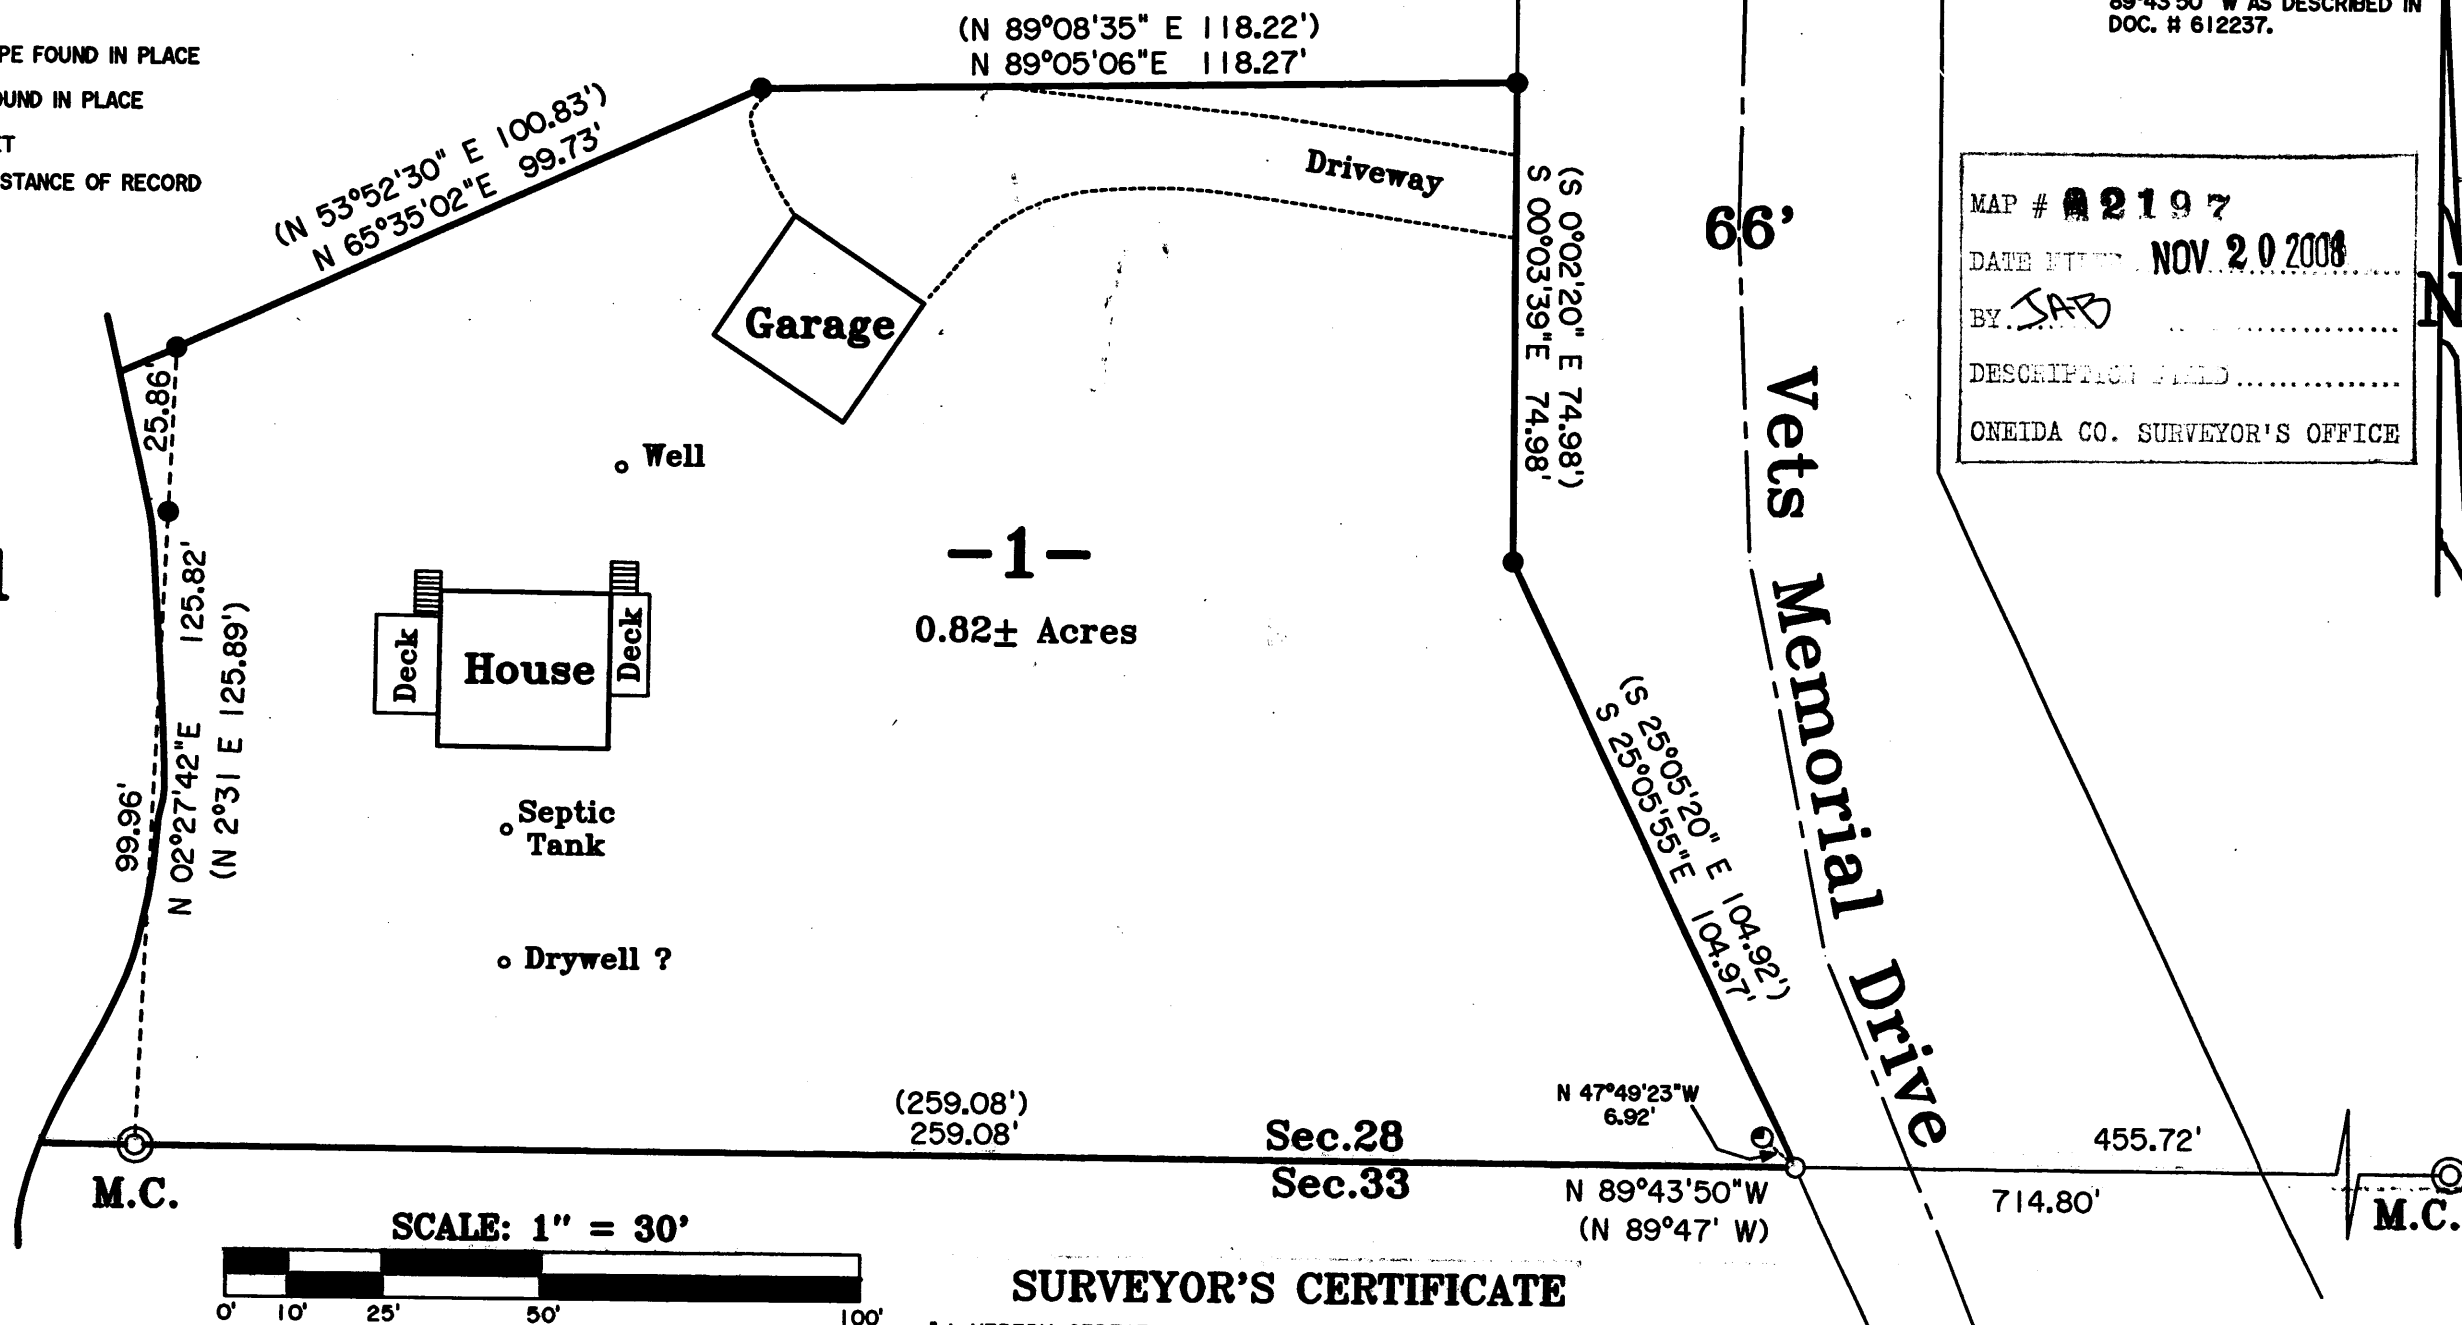 PE FOUND IN PLACE
OUND IN PLACE
ET
STANCE OF RECORD
(N 89°08'35" E 118.22')
N 89°05'06"E 118.27'
89°43'50" W AS DESCRIBED IN
DOC. # 612237.
(N 53°52'30" E 100.83')
N 65°35'02"E 99.73'
Driveway
(S 0°02'20" E 74.98')
S 00°03'39"E 74.98'
66'
MAP # 2197
DATE NOV 20
BY JAB
DESCRIPTION
ONEIDA CO. SURVEYOR'S OFFICE
N
Garage
25.86'
Well
-1-
0.82± Acres
Vets Memorial Drive
125.82'
N 02°27'42"E
(N 2°31 E 125.89')
99.96'
Deck
House
Deck
(S 25°05'20" E 104.92')
S 25°05'55"E 104.97'
Septic
Tank
Drywell ?
(259.08')
259.08'
N 47°49'23"W
6.92'
Sec.28
Sec.33
455.72'
N 89°43'50"W
(N 89°47' W)
714.80'
M.C.
M.C.
SCALE: 1" = 30'
0' 10' 25' 50' 100'
SURVEYOR'S CERTIFICATE